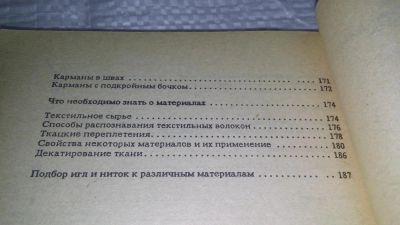 Карманы в швах . . . . . . . . . . . . . . . . . . . . . 171
Карманы с подкройным бочком . . . . . . . . . . . . . . . 172
Что необходимо знать о материалах . . . . . . . . . . . . 174
Текстильное сырье . . . . . . . . . . . . . . . . . . . . 174
Способы распознавания текстильных волокон . . . . . . . . 176
Ткацкие переплетения . . . . . . . . . . . . . . . . . . 178
Свойства некоторых материалов и их применение . . . . . . 180
Декатирование ткани . . . . . . . . . . . . . . . . . . . 186
Подбор игл и ниток к различным материалам . . . . . . . . 187